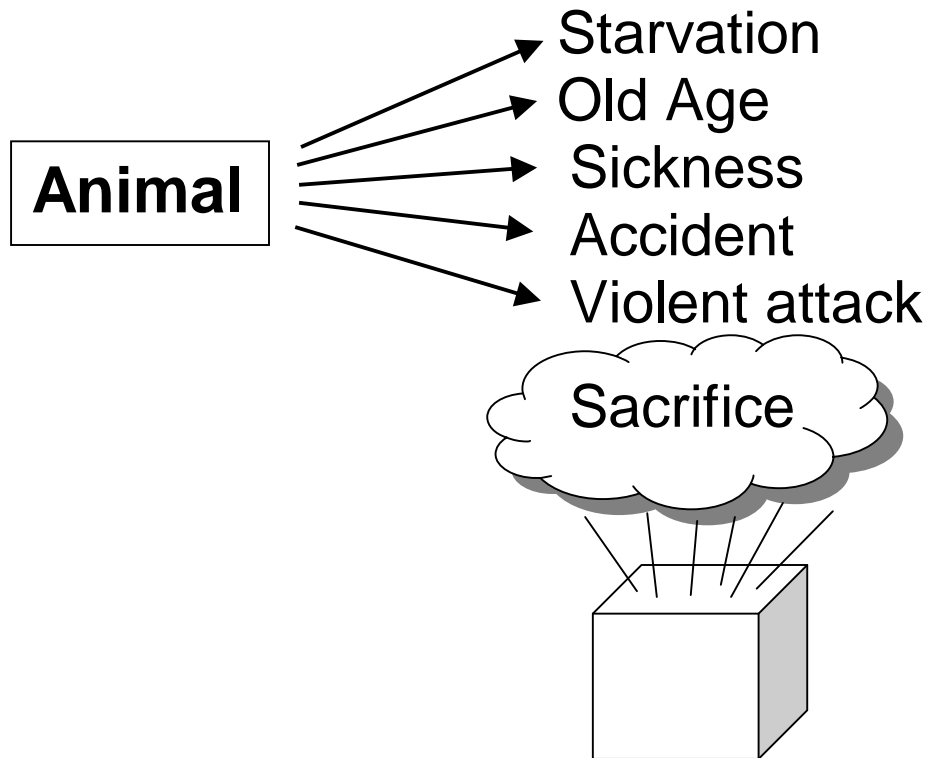 Animal
Starvation
Old Age
Sickness
Accident
Violent attack
Sacrifice